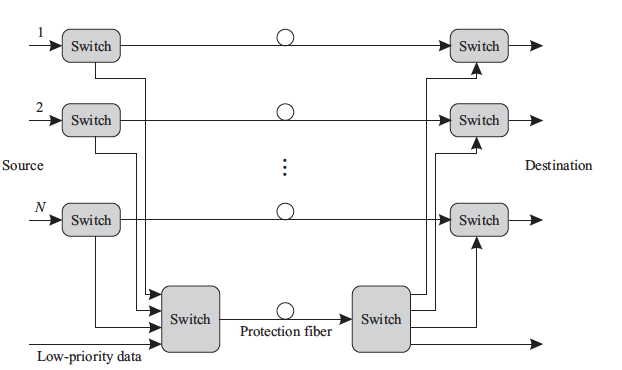 1
Switch
Switch
2
Switch
Switch
Source
⋮
Destination
N
Switch
Switch
Switch
Switch
Protection fiber
Low-priority data